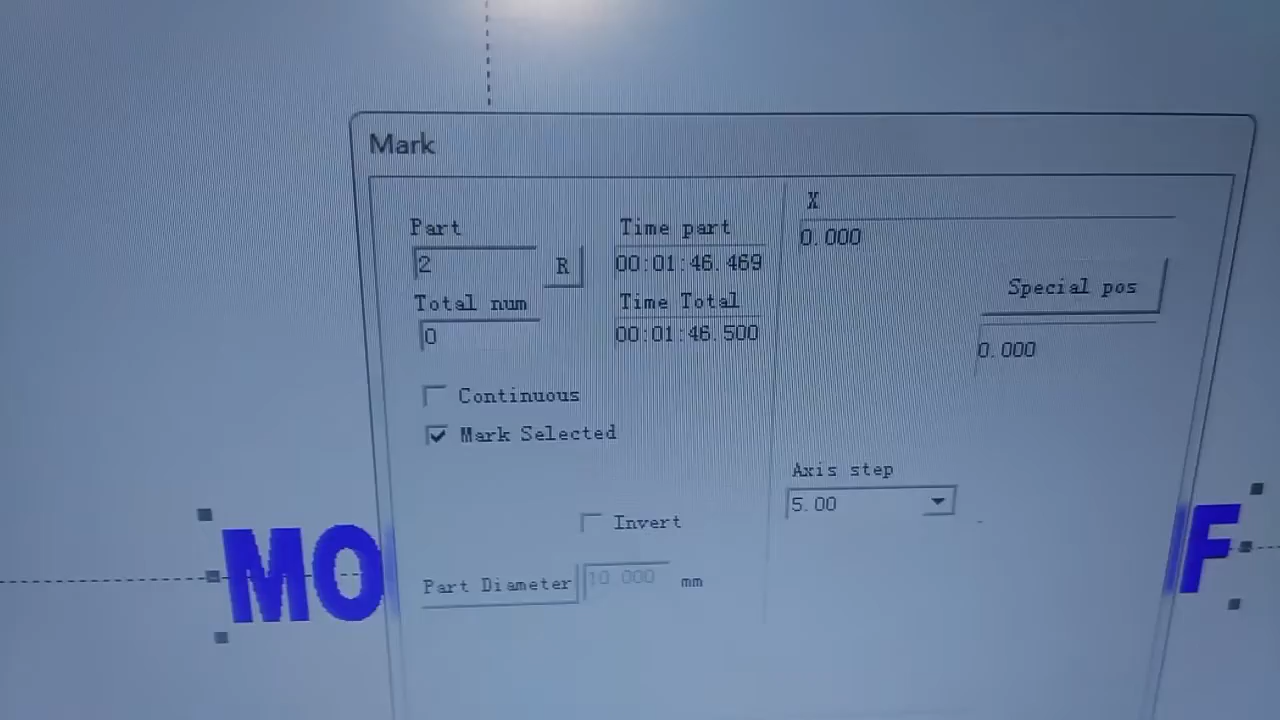 Mark
Part
2
R
Total num
0
Time part
00:01:46.469
Time Total
00:01:46.500
X
0.000
Special pos
0.000
Continuous
Mark Selected
Axis step
5.00
Invert
Part Diameter 10.000 mm
MO
F